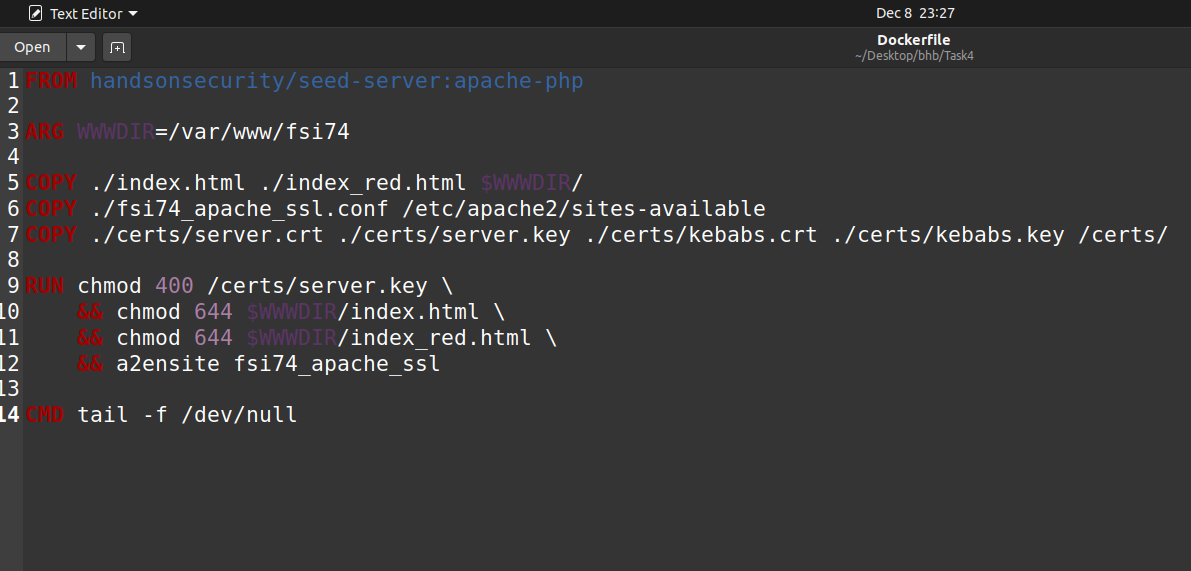 Text Editor Dec 8 23:27
Open Dockerfile
~/Desktop/bhb/Task4
1 FROM handsonsecurity/seed-server:apache-php
2
3 ARG WWWDIR=/var/www/fsi74
4
5 COPY ./index.html ./index_red.html $WWWDIR/
6 COPY ./fsi74_apache_ssl.conf /etc/apache2/sites-available
7 COPY ./certs/server.crt ./certs/server.key ./certs/kebabs.crt ./certs/kebabs.key /certs/
8
9 RUN chmod 400 /certs/server.key \
10     && chmod 644 $WWWDIR/index.html \
11     && chmod 644 $WWWDIR/index_red.html \
12     && a2ensite fsi74_apache_ssl
13
14 CMD tail -f /dev/null